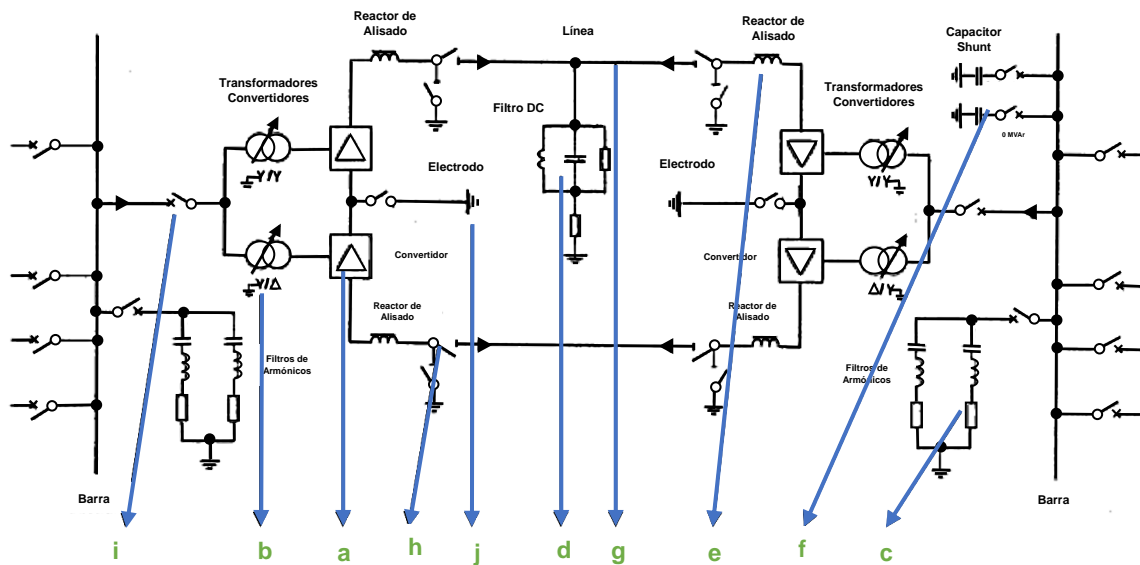 Reactor de
Alisado
Línea
Reactor de
Alisado
Capacitor
Shunt
Transformadores
Convertidores
Filtro DC
Transformadores
Convertidores
0 MVAr
Electrodo
Electrodo
Y/Y
Y/Y
Convertidor
Convertidor
Y/Δ
Δ/Y
Reactor de
Alisado
Reactor de
Alisado
Filtros de
Armónicos
Filtros de
Armónicos
Barra
Barra
i
b
a
h
j
d
g
e
f
c